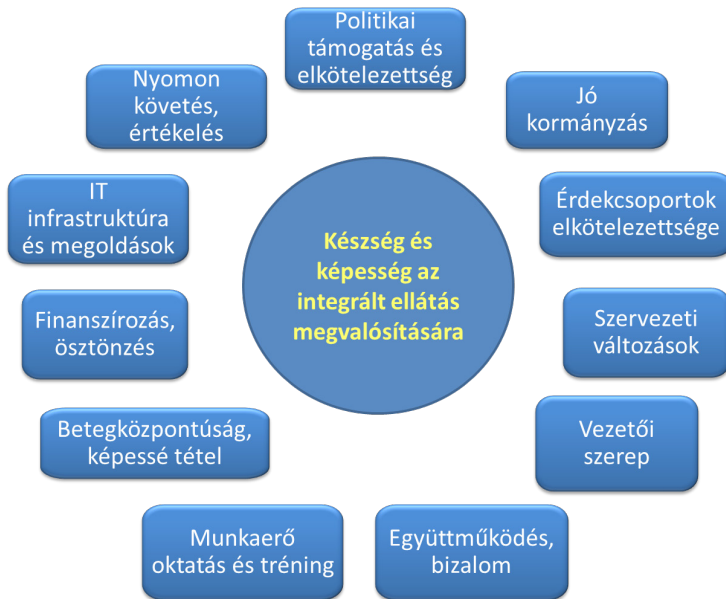 Politikai
támogatás és
elkötelezettség
Jó
kormányzás
Érdekcsoportok
elkötelezettsége
Szervezeti
változások
Vezetői
szerep
Együttműködés,
bizalom
Munkaerő
oktatás és tréning
Betegközpontúság,
képessé tétel
Finanszírozás,
ösztönzés
IT
infrastruktúra
és megoldások
Nyomon
követés,
értékelés
Készség és
képesség az
integrált ellátás
megvalósítására